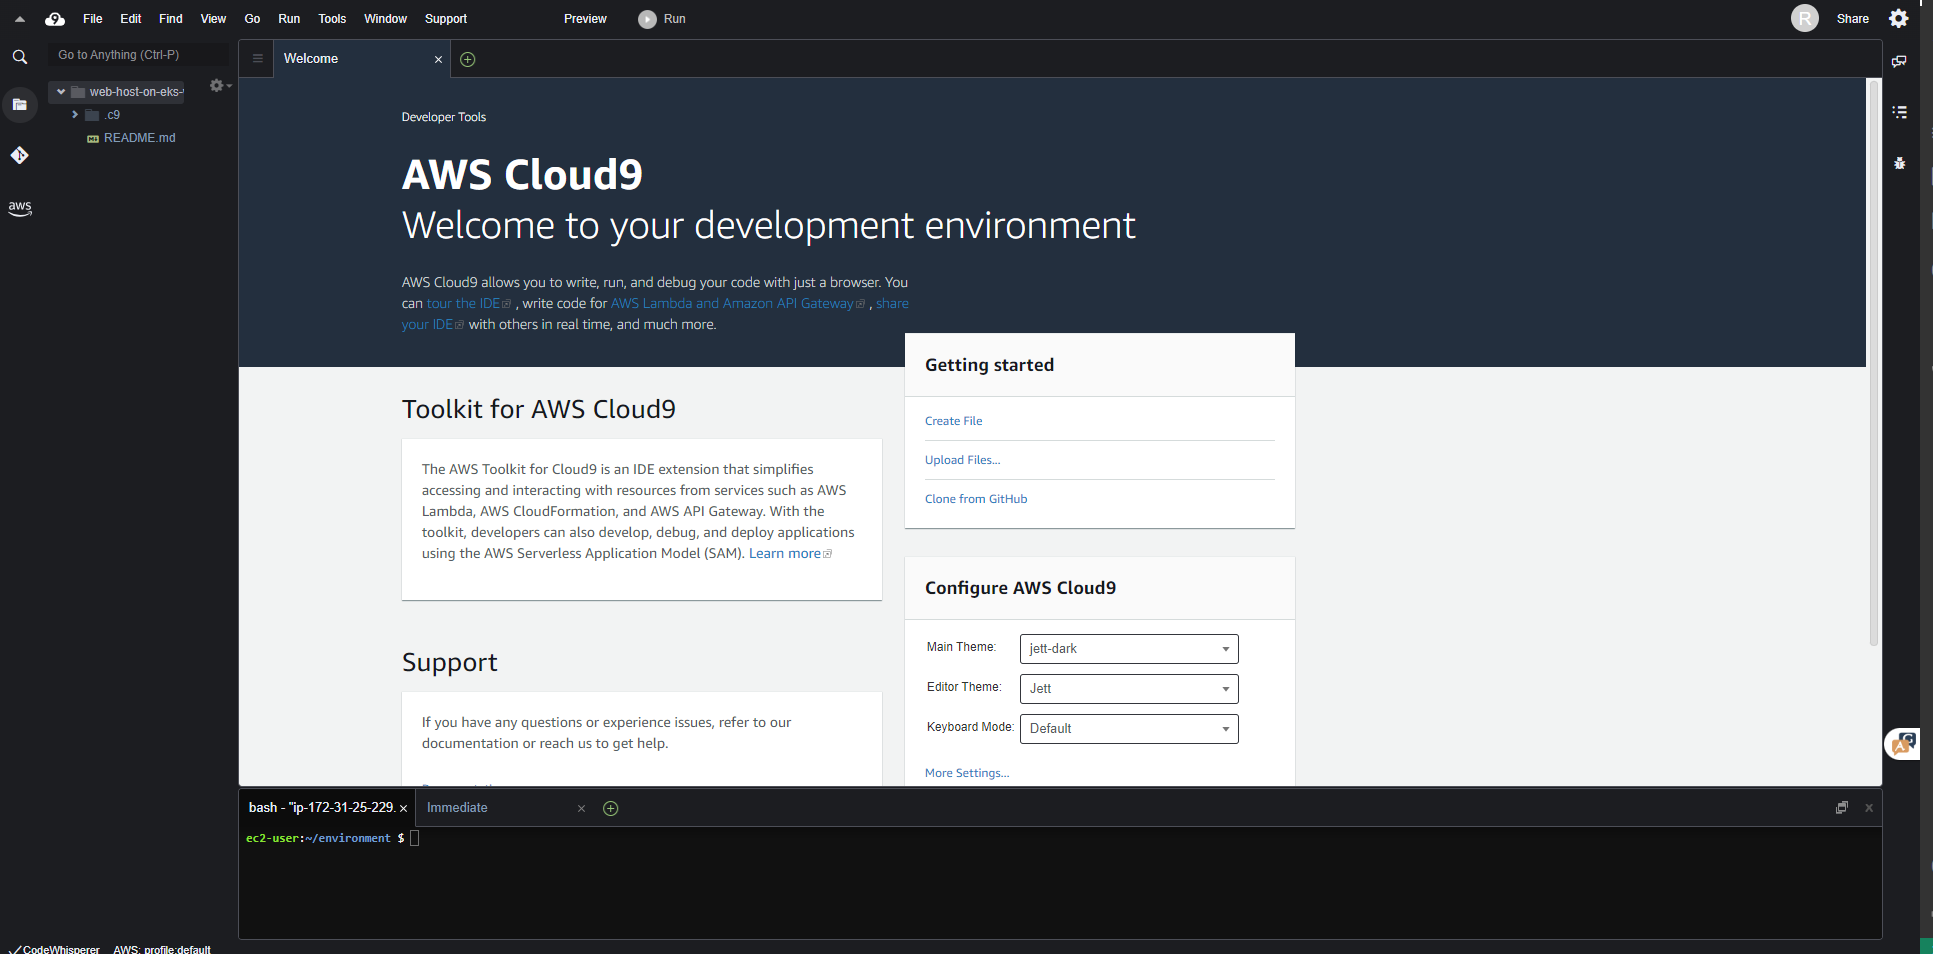 File Edit Find View Go Run Tools Window Support Preview Run R Share
Go to Anything (Ctrl-P)
web-host-on-eks-
.c9
README.md
aws
Welcome
Developer Tools
AWS Cloud9
Welcome to your development environment
AWS Cloud9 allows you to write, run, and debug your code with just a browser. You
can tour the IDE , write code for AWS Lambda and Amazon API Gateway , share
your IDE with others in real time, and much more.
Toolkit for AWS Cloud9
The AWS Toolkit for Cloud9 is an IDE extension that simplifies
accessing and interacting with resources from services such as AWS
Lambda, AWS CloudFormation, and AWS API Gateway. With the
toolkit, developers can also develop, debug, and deploy applications
using the AWS Serverless Application Model (SAM). Learn more
Support
If you have any questions or experience issues, refer to our
documentation or reach us to get help.
Getting started
Create File
Upload Files...
Clone from GitHub
Configure AWS Cloud9
Main Theme: jett-dark
Editor Theme: Jett
Keyboard Mode: Default
More Settings...
bash - "ip-172-31-25-229. Immediate
ec2-user:~/environment $
CodeWhisperer AWS: profile:default